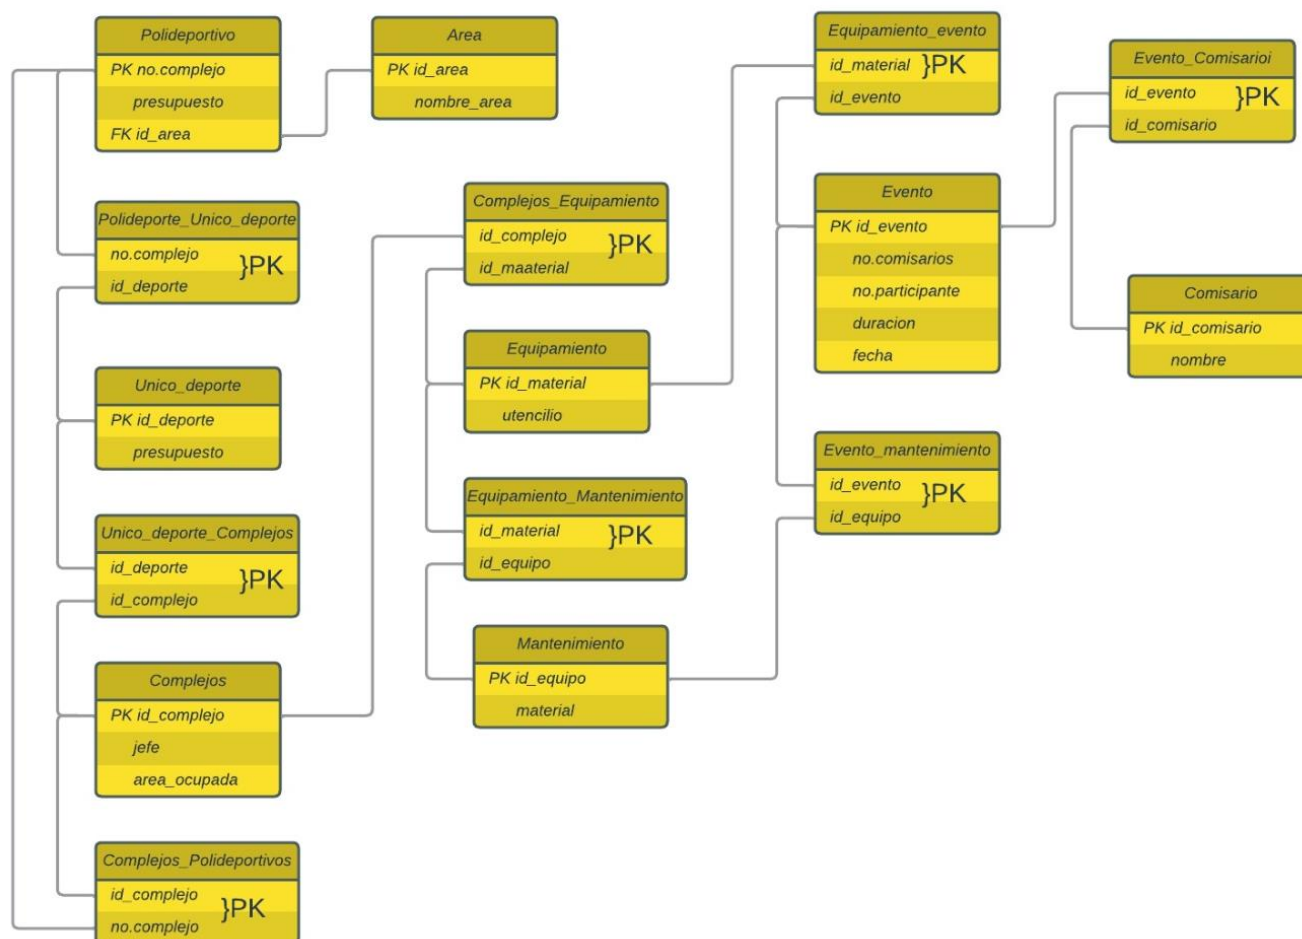 Polideportivo
PK no.complejo
presupuesto
FK id_area
Area
PK id_area
nombre_area
Polideporte_Unico_deporte
no.complejo
id_deporte
}PK
Unico_deporte
PK id_deporte
presupuesto
Unico_deporte_Complejos
id_deporte
id_complejo
}PK
Complejos
PK id_complejo
jefe
area_ocupada
Complejos_Polideportivos
id_complejo
no.complejo
}PK
Complejos_Equipamiento
id_complejo
id_maaterial
}PK
Equipamiento
PK id_material
utencilio
Equipamiento_Mantenimiento
id_material
id_equipo
}PK
Mantenimiento
PK id_equipo
material
Equipamiento_evento
id_material }PK
id_evento
Evento
PK id_evento
no.comisarios
no.participante
duracion
fecha
Evento_mantenimiento
id_evento
id_equipo
}PK
Evento_Comisarioi
id_evento }PK
id_comisario
Comisario
PK id_comisario
nombre